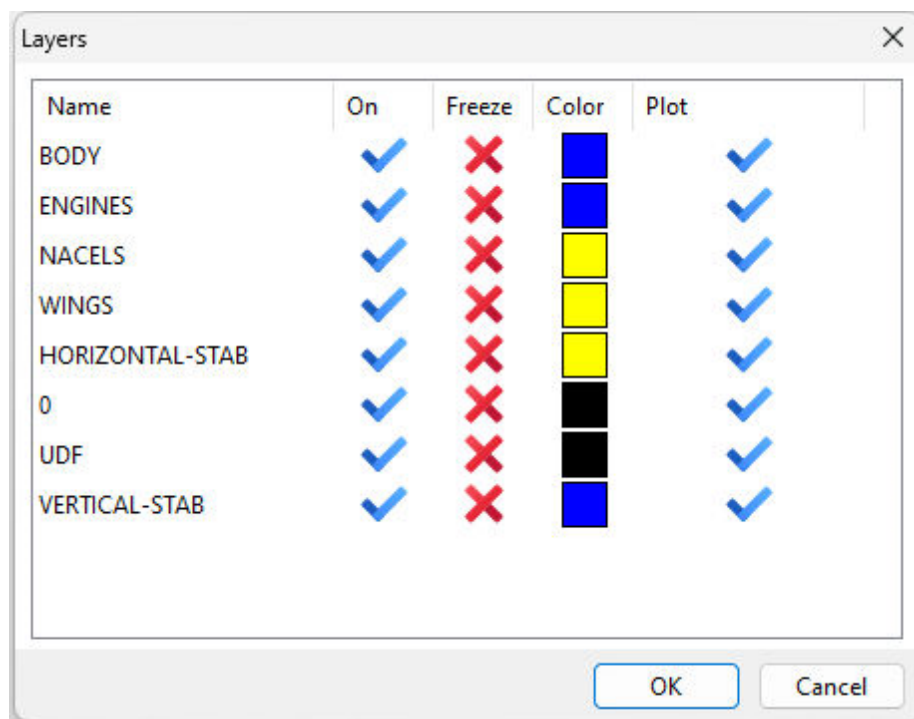 Layers
Name On Freeze Color Plot
BODY
ENGINES
NACELS
WINGS
HORIZONTAL-STAB
0
UDF
VERTICAL-STAB
OK Cancel